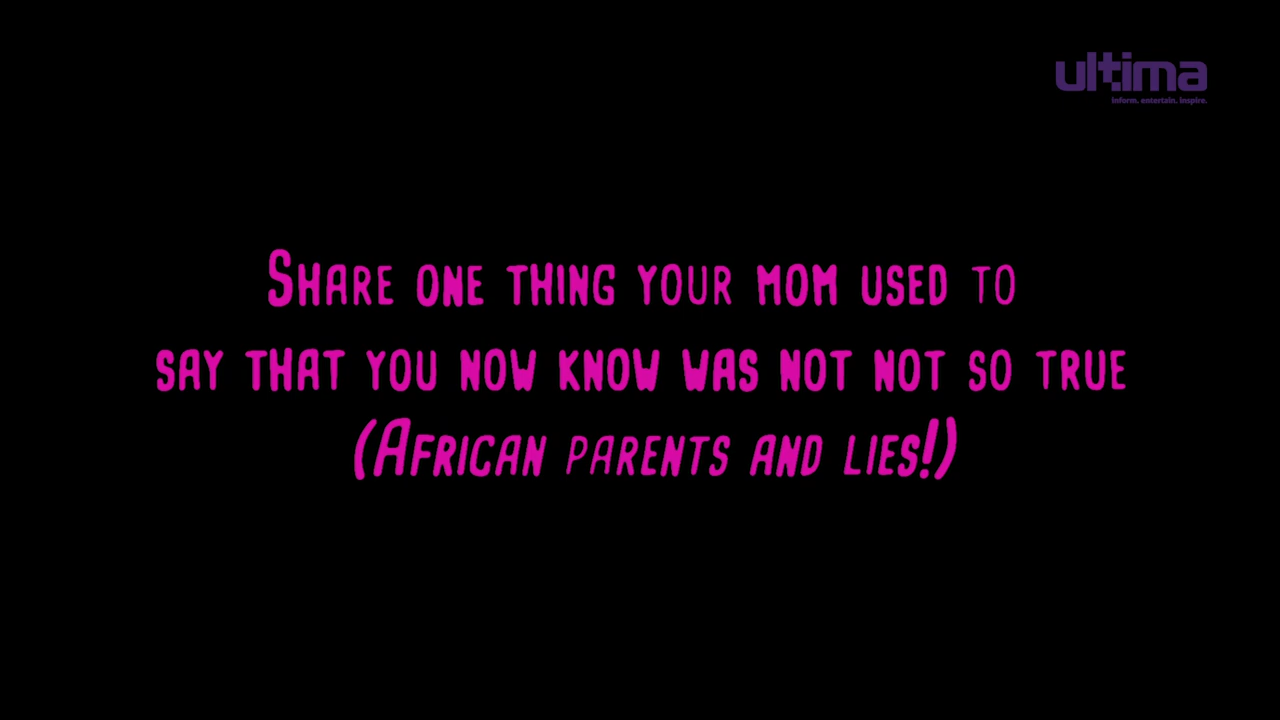 ultima
inform. entertain. inspire.
Share one thing your mom used to
say that you now know was not not so true
(African parents and lies!)